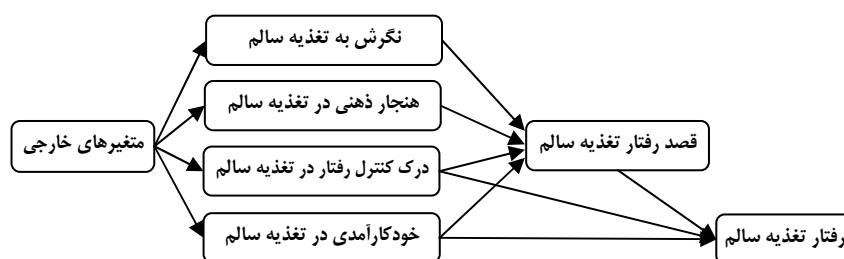 نگرش به تغذیه سالم
هنجار ذهنی در تغذیه سالم
متغیرهای خارجی
قصد رفتار تغذیه سالم
درک کنترل رفتار در تغذیه سالم
خودکارآمدی در تغذیه سالم
رفتار تغذیه سالم